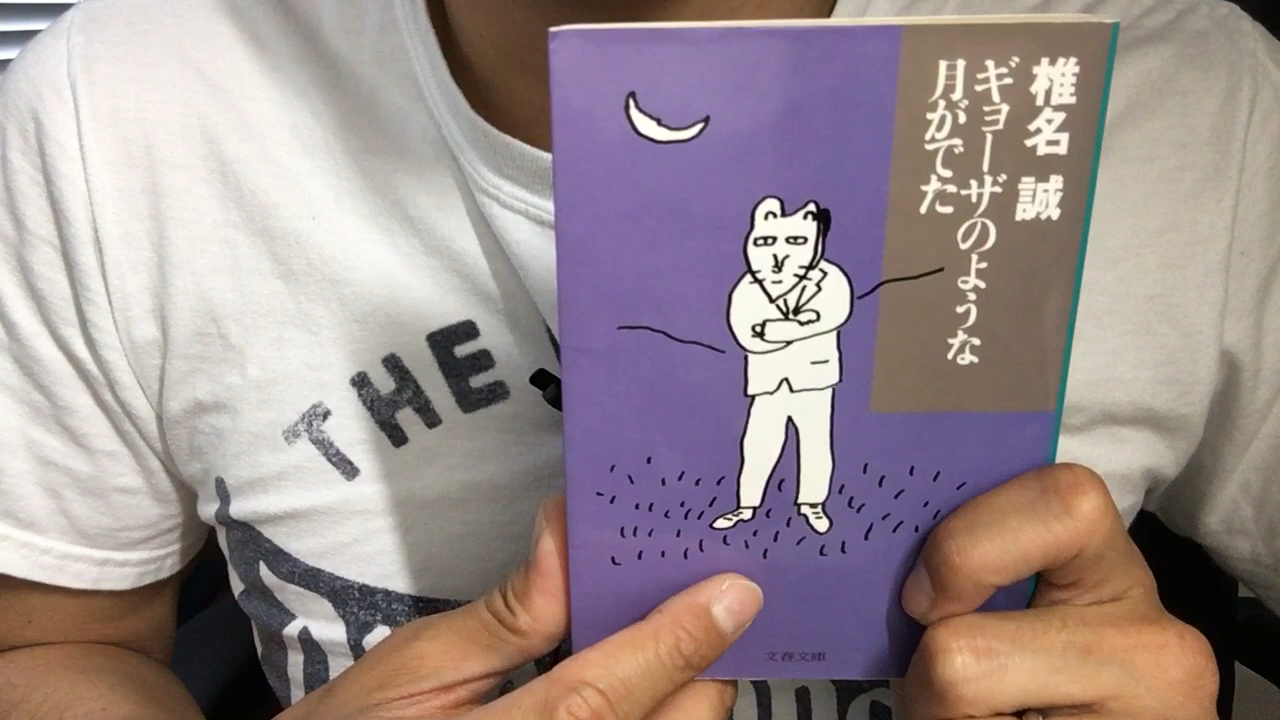 椎名 誠
ギョーザのような
月がでた
文春文庫
THE